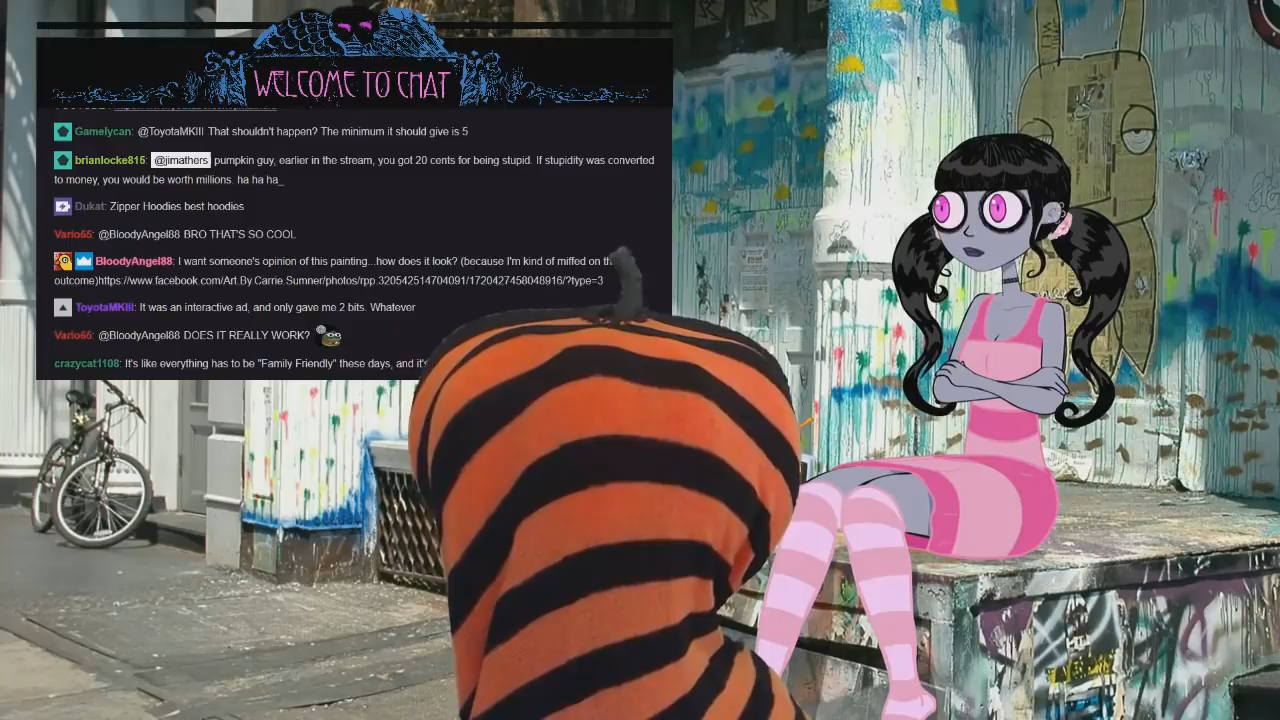 WELCOME TO CHAT
Gamelycan: @ToyotaMKIII That shouldn't happen? The minimum it should give is 5
brianlocke815: @jimathers pumpkin guy, earlier in the stream, you got 20 cents for being stupid. If stupidity was converted
to money, you would be worth millions. ha ha ha_
Dukat: Zipper Hoodies best hoodies
Vario65: @BloodyAngel88 BRO THAT'S SO COOL
BloodyAngel88: I want someone's opinion of this painting...how does it look? (because I'm kind of miffed on
outcome)https://www.facebook.com/Art.By.Carrie.Sumner/photos/rpp.320542514704091/1720427458048916/?type=3
ToyotaMKIII: It was an interactive ad, and only gave me 2 bits. Whatever
Vario65: @BloodyAngel88 DOES IT REALLY WORK?
crazycat1108: It's like everything has to be "Family Friendly" these days, and